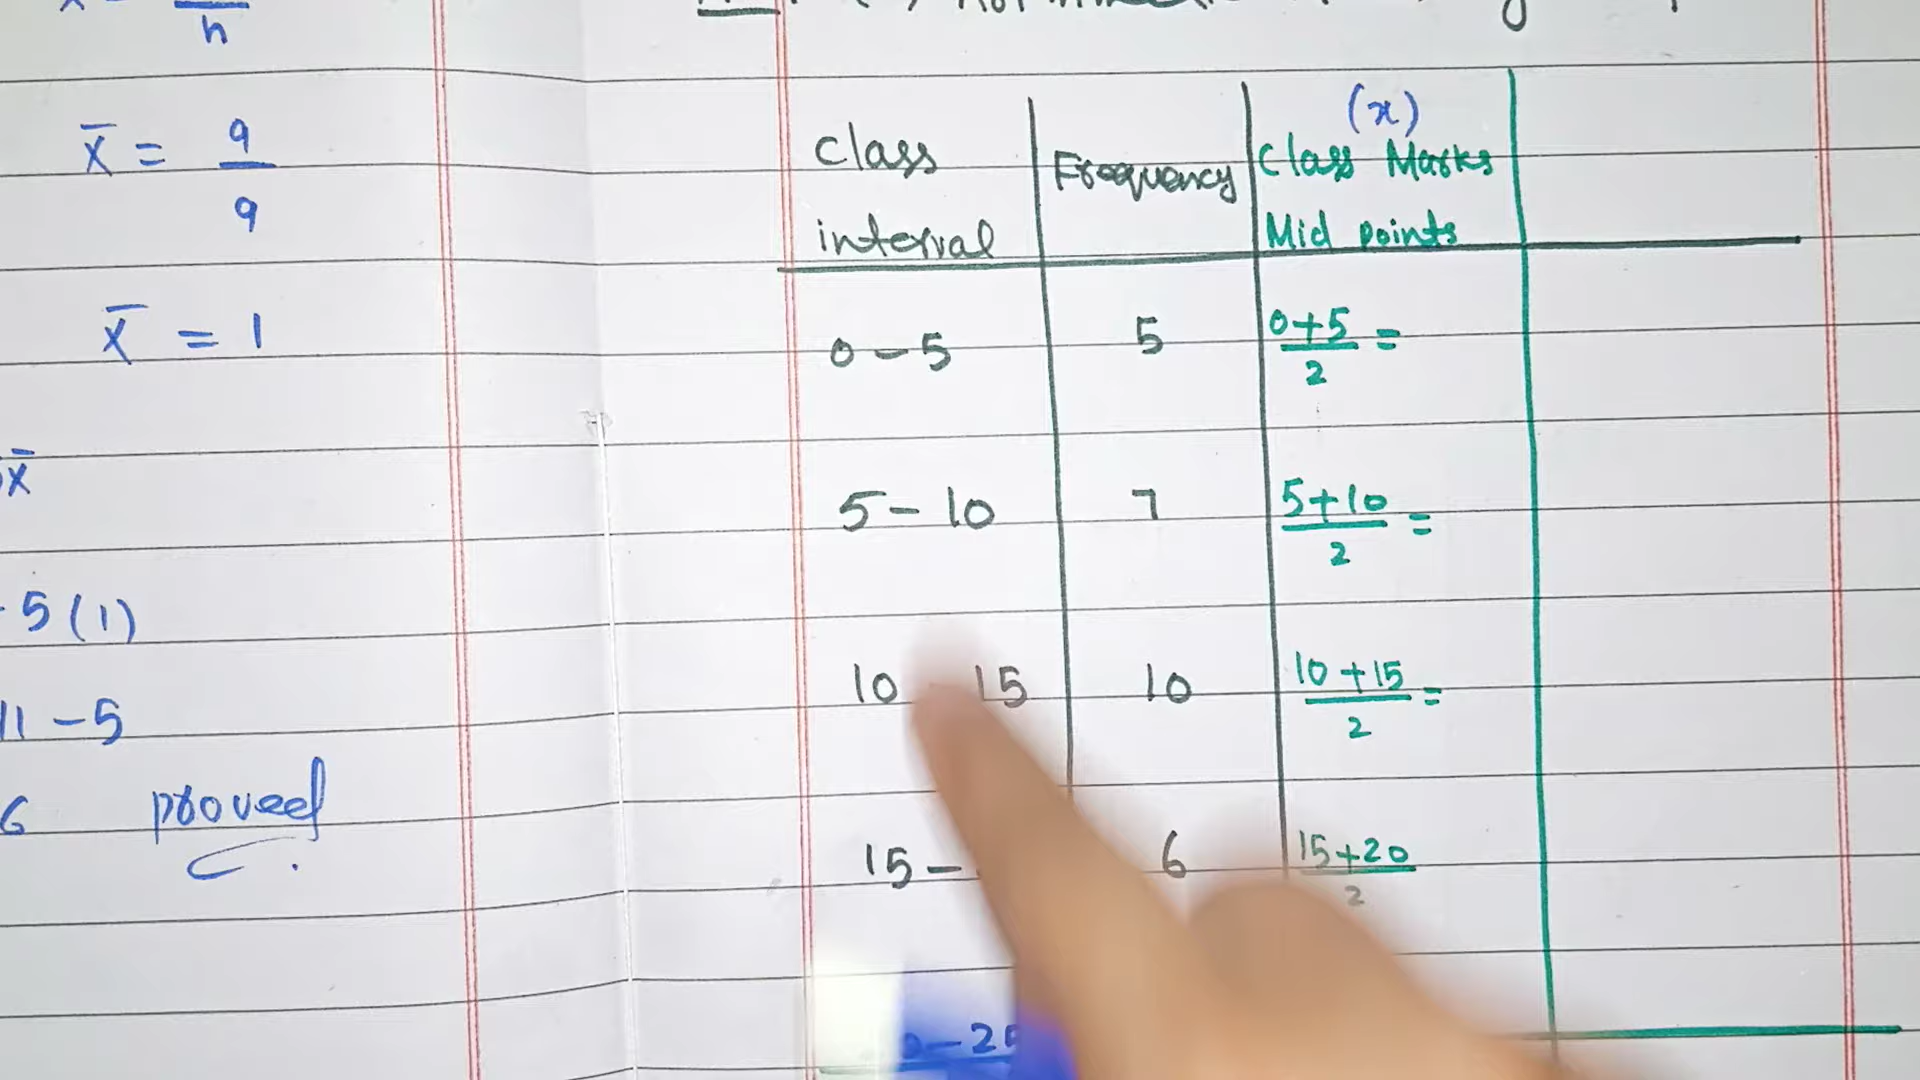 n
x̄ = 9/9
x̄ = 1
x̄
5(1)
11 - 5
6 proved
Class interval
Frequency
(x)
Class Marks
Mid points
0 - 5 5 0+5/2 =
5 - 10 7 5+10/2 =
10 15 10 10+15/2 =
15 - 6 15+20/2